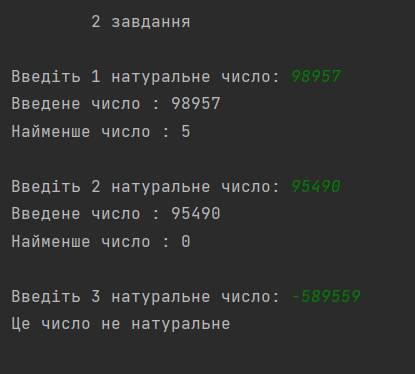 2 завдання
Введіть 1 натуральне число: 98957
Введене число : 98957
Найменше число : 5
Введіть 2 натуральне число: 95490
Введене число : 95490
Найменше число : 0
Введіть 3 натуральне число: -589559
Це число не натуральне